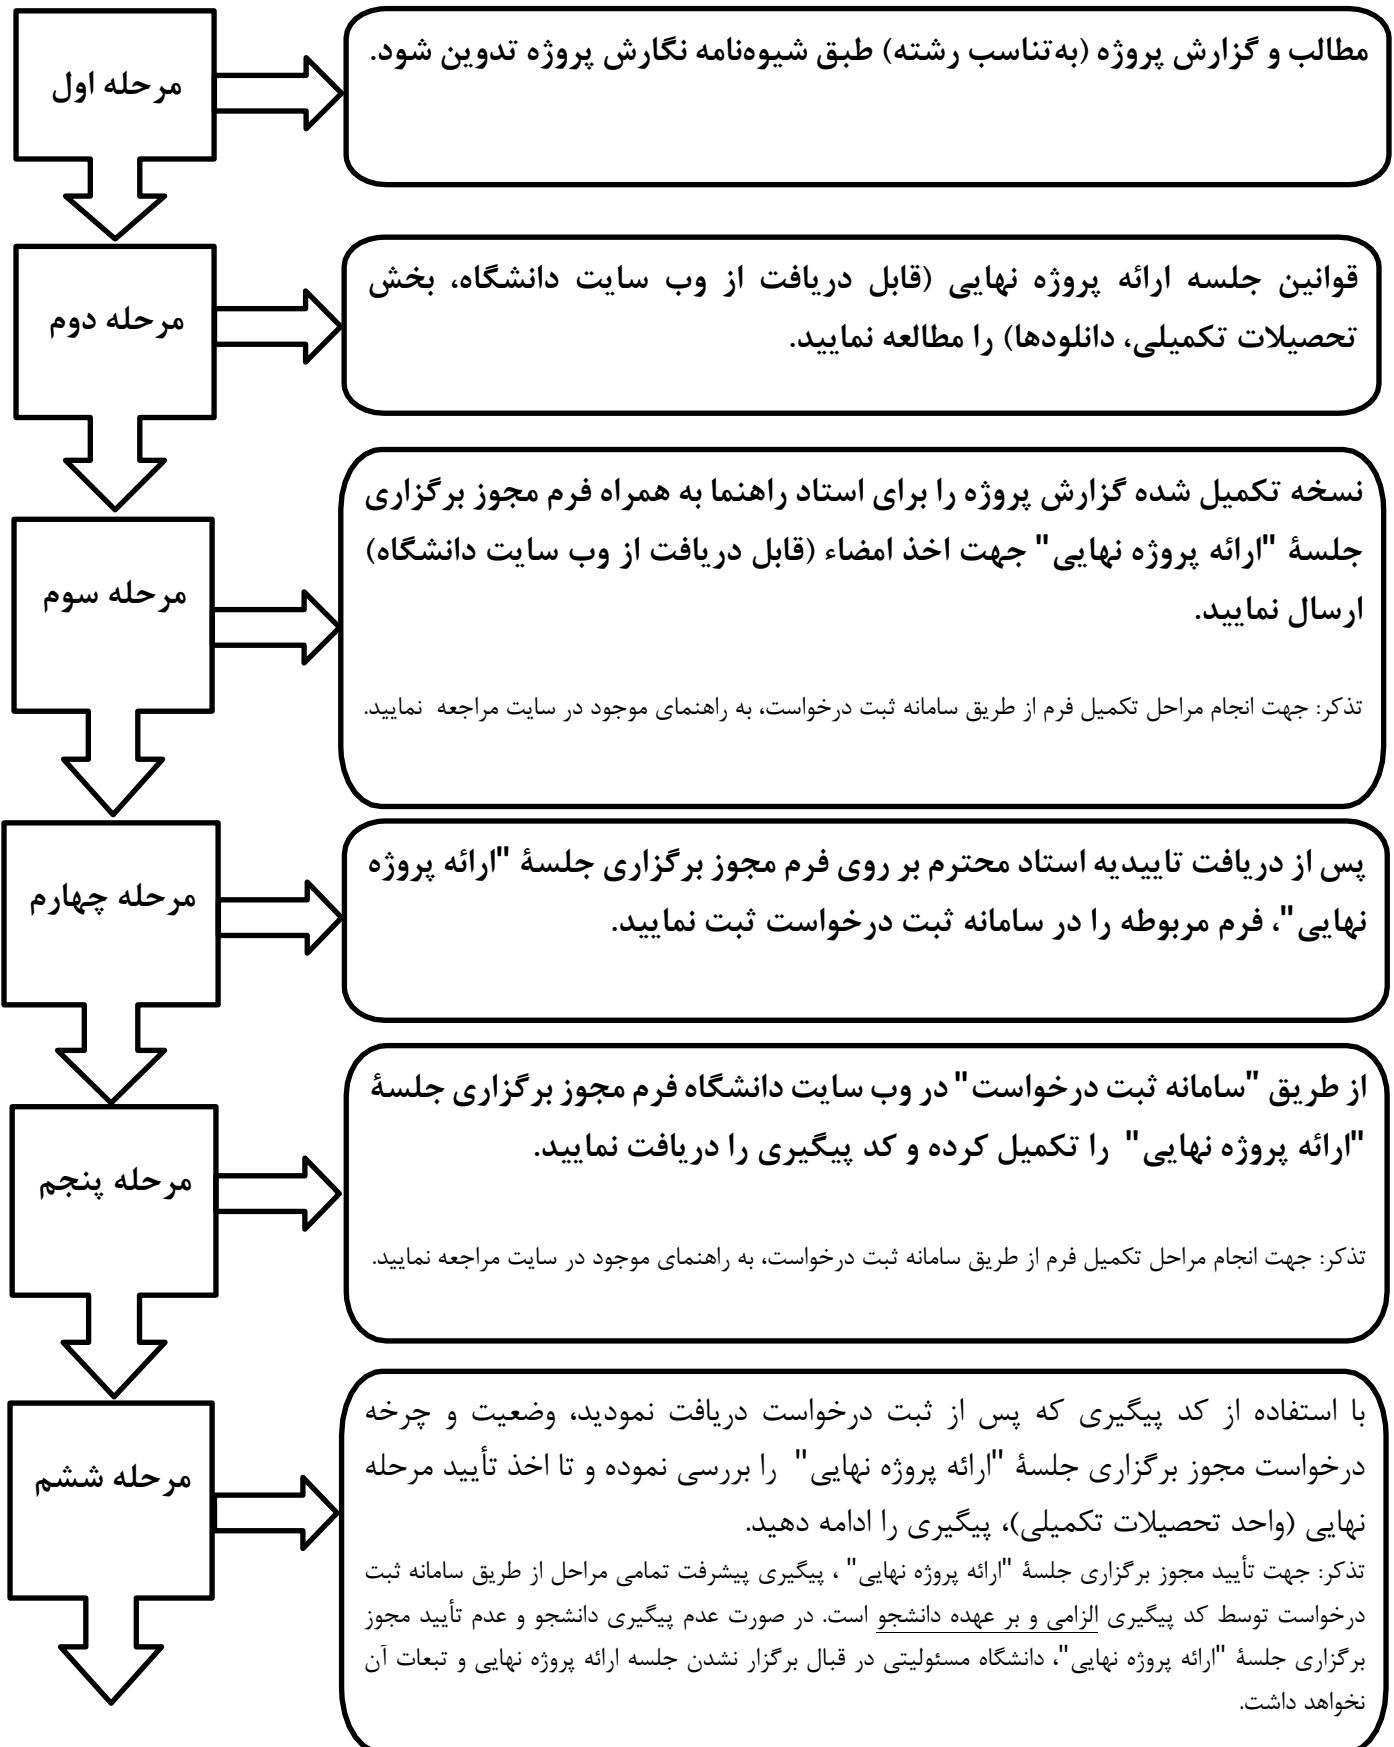 مرحله اول
مطالب و گزارش پروژه (به‌تناسب رشته) طبق شیوه‌نامه نگارش پروژه تدوین شود.
مرحله دوم
قوانین جلسه ارائه پروژه نهایی (قابل دریافت از وب سایت دانشگاه، بخش
تحصیلات تکمیلی، دانلودها) را مطالعه نمایید.
مرحله سوم
نسخه تکمیل شده گزارش پروژه را برای استاد راهنما به همراه فرم مجوز برگزاری
جلسهٔ "ارائه پروژه نهایی" جهت اخذ امضاء (قابل دریافت از وب سایت دانشگاه)
ارسال نمایید.
تذکر: جهت انجام مراحل تکمیل فرم از طریق سامانه ثبت درخواست، به راهنمای موجود در سایت مراجعه نمایید.
مرحله چهارم
پس از دریافت تاییدیه استاد محترم بر روی فرم مجوز برگزاری جلسهٔ "ارائه پروژه
نهایی"، فرم مربوطه را در سامانه ثبت درخواست ثبت نمایید.
مرحله پنجم
از طریق "سامانه ثبت درخواست" در وب سایت دانشگاه فرم مجوز برگزاری جلسهٔ
"ارائه پروژه نهایی" را تکمیل کرده و کد پیگیری را دریافت نمایید.
تذکر: جهت انجام مراحل تکمیل فرم از طریق سامانه ثبت درخواست، به راهنمای موجود در سایت مراجعه نمایید.
مرحله ششم
با استفاده از کد پیگیری که پس از ثبت درخواست دریافت نمودید، وضعیت و چرخه
درخواست مجوز برگزاری جلسهٔ "ارائه پروژه نهایی" را بررسی نموده و تا اخذ تأیید مرحله
نهایی (واحد تحصیلات تکمیلی)، پیگیری را ادامه دهید.
تذکر: جهت تأیید مجوز برگزاری جلسهٔ "ارائه پروژه نهایی" ، پیگیری پیشرفت تمامی مراحل از طریق سامانه ثبت
درخواست توسط کد پیگیری الزامی و بر عهده دانشجو است. در صورت عدم پیگیری دانشجو و عدم تأیید مجوز
برگزاری جلسهٔ "ارائه پروژه نهایی"، دانشگاه مسئولیتی در قبال برگزار نشدن جلسه ارائه پروژه نهایی و تبعات آن
نخواهد داشت.